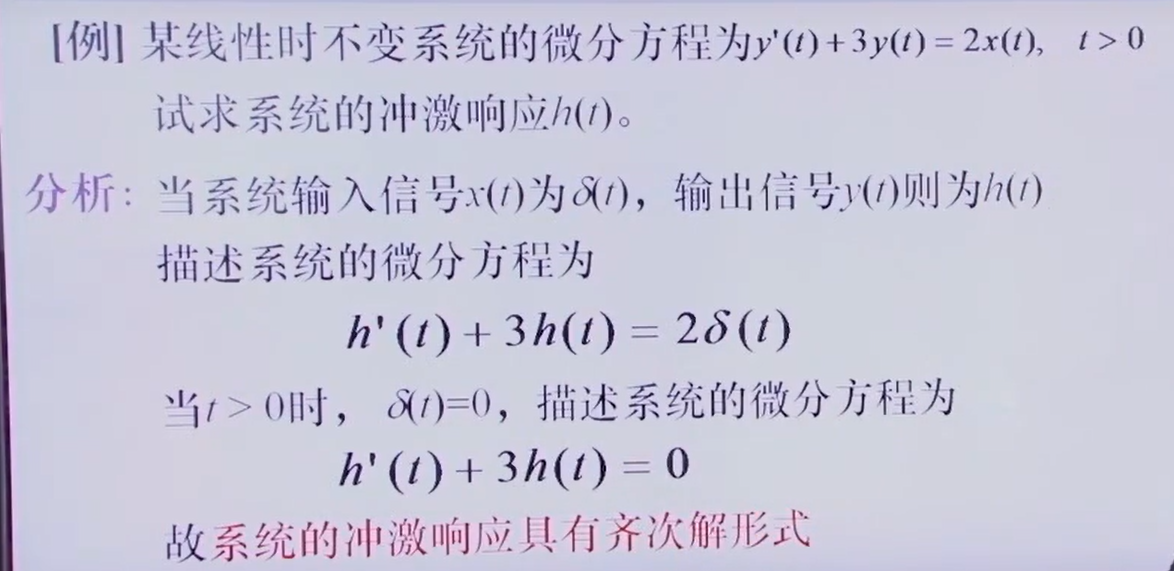 [例] 某线性时不变系统的微分方程为y'(t)+3y(t) = 2x(t), t > 0
试求系统的冲激响应h(t)。
分析: 当系统输入信号x(t)为δ(t)，输出信号y(t)则为h(t)
描述系统的微分方程为
h'(t) + 3h(t) = 2δ(t)
当t > 0时， δ(t)=0，描述系统的微分方程为
h'(t) + 3h(t) = 0
故系统的冲激响应具有齐次解形式